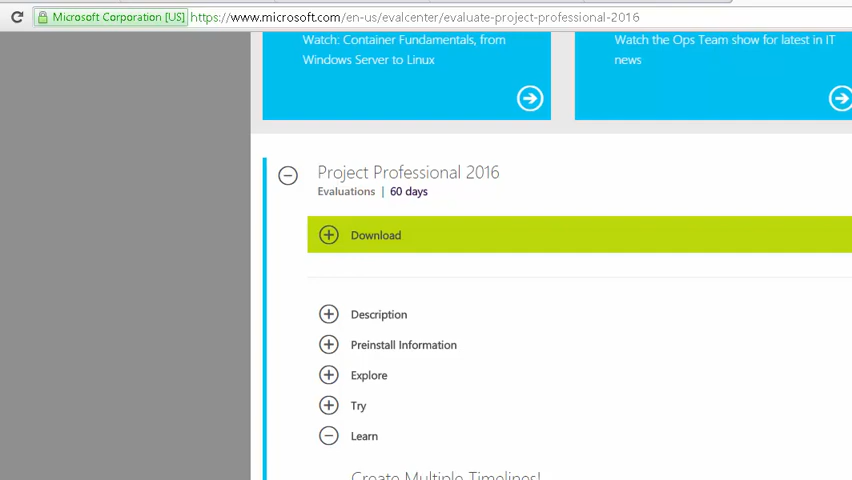 Microsoft Corporation [US] https://www.microsoft.com/en-us/evalcenter/evaluate-project-professional-2016
Watch: Container Fundamentals, from
Windows Server to Linux
Watch the Ops Team show for latest in IT
news
Project Professional 2016
Evaluations | 60 days
Download
Description
Preinstall Information
Explore
Try
Learn
Create Multiple Timelines!